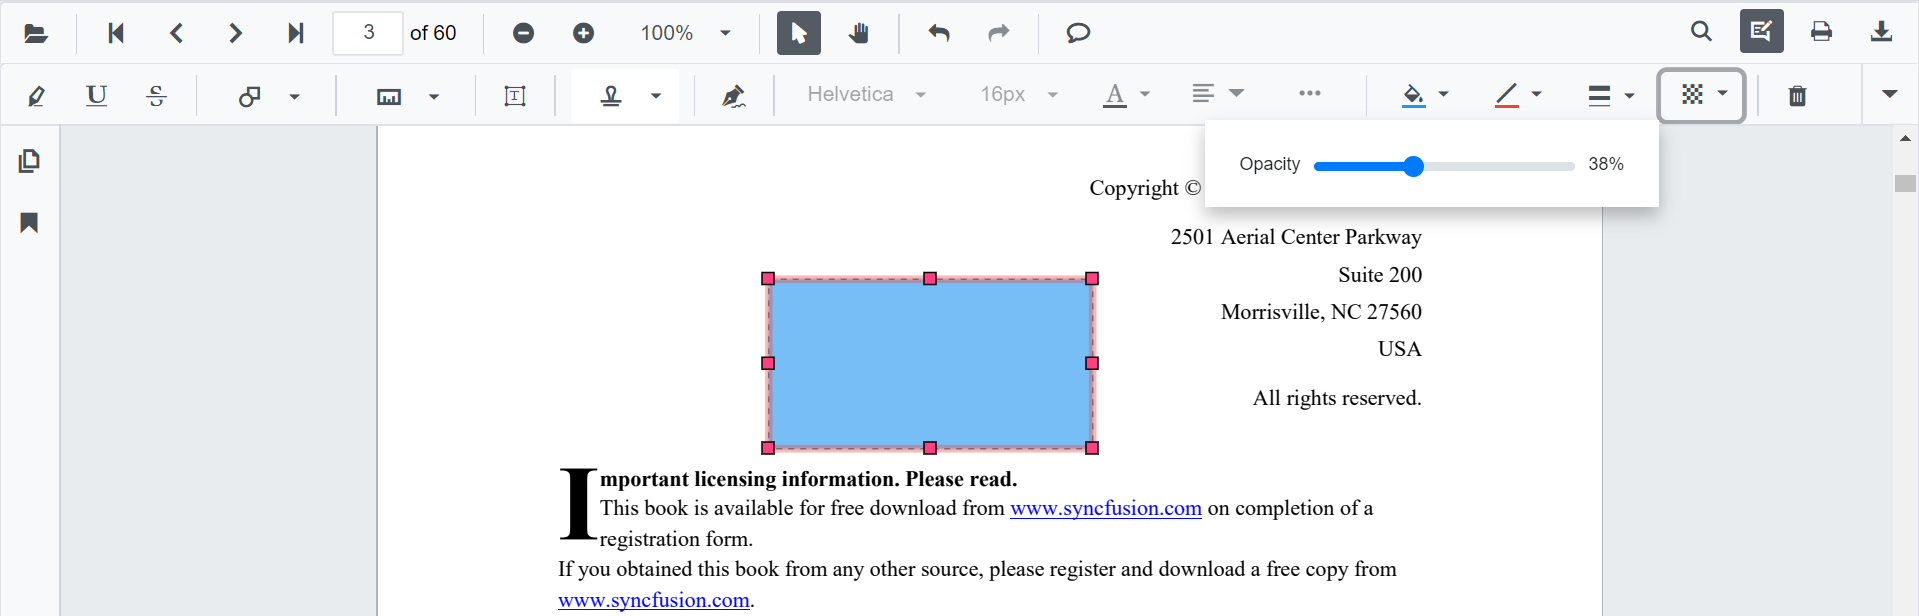 3 of 60 100%
U S T Helvetica 16px A
Opacity 38%
Copyright ©
2501 Aerial Center Parkway
Suite 200
Morrisville, NC 27560
USA
All rights reserved.
Important licensing information. Please read.
This book is available for free download from www.syncfusion.com on completion of a
registration form.
If you obtained this book from any other source, please register and download a free copy from
www.syncfusion.com.